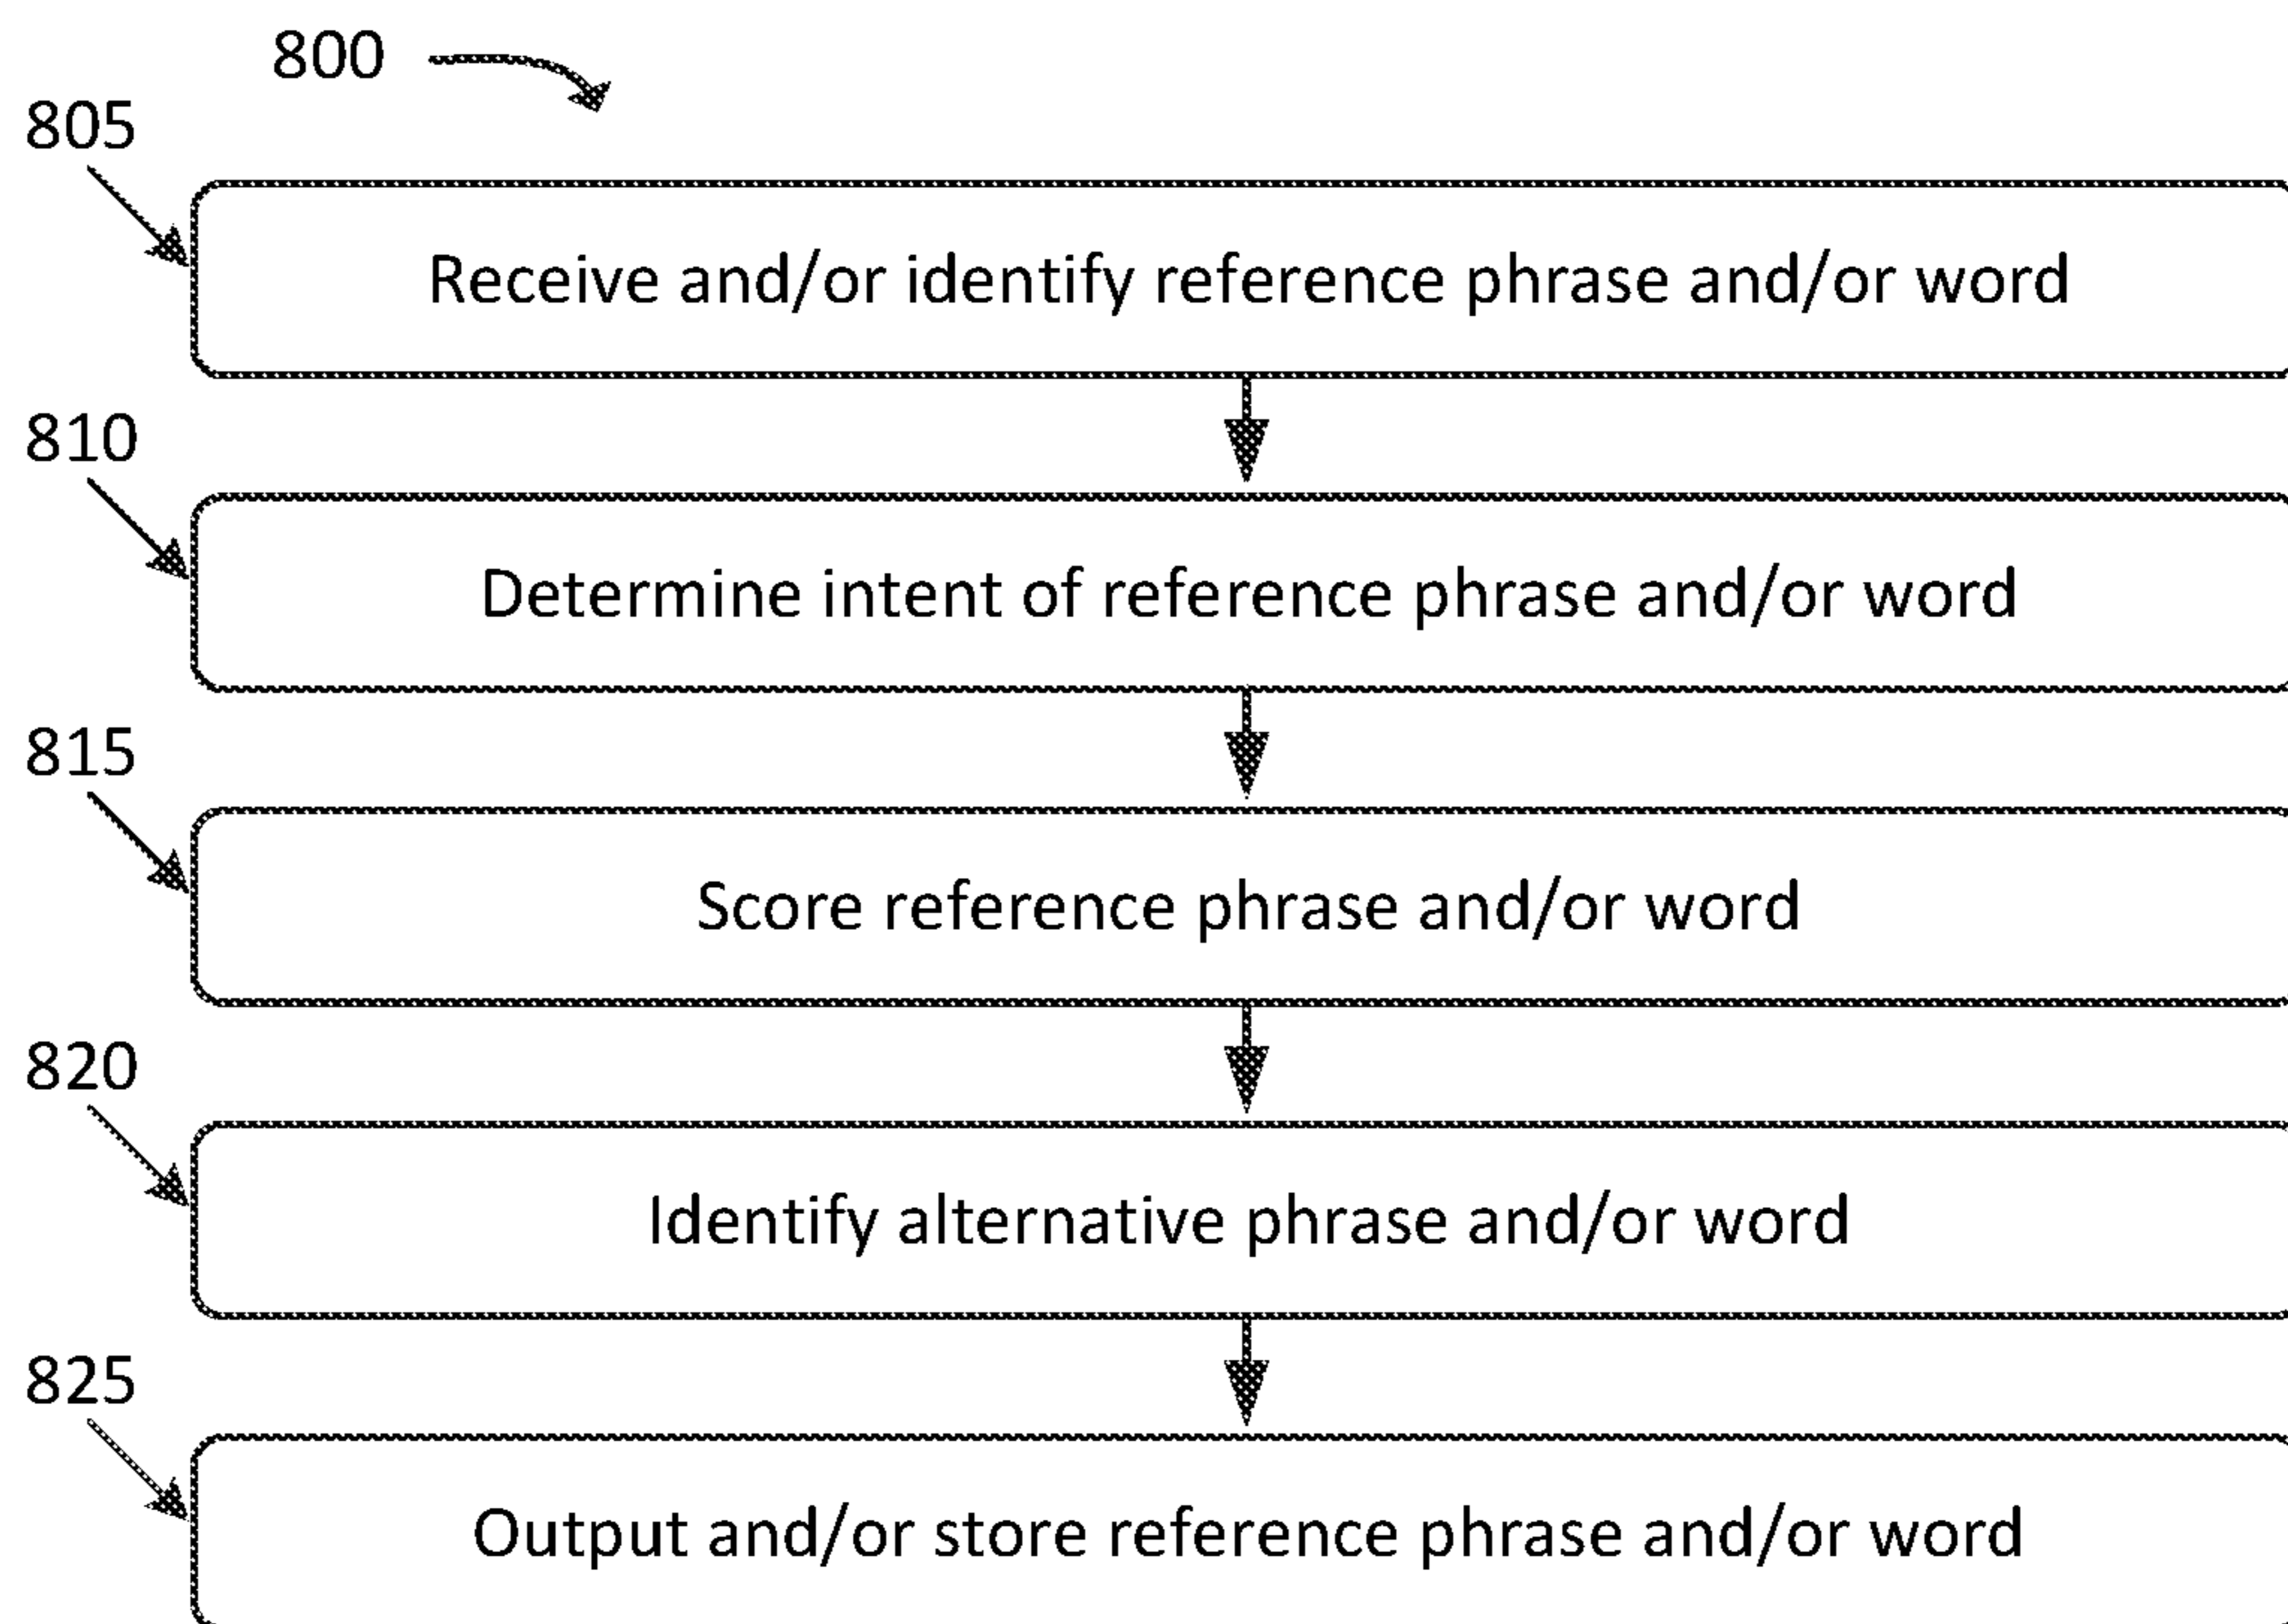 800
805
Receive and/or identify reference phrase and/or word
810
Determine intent of reference phrase and/or word
815
Score reference phrase and/or word
820
Identify alternative phrase and/or word
825
Output and/or store reference phrase and/or word